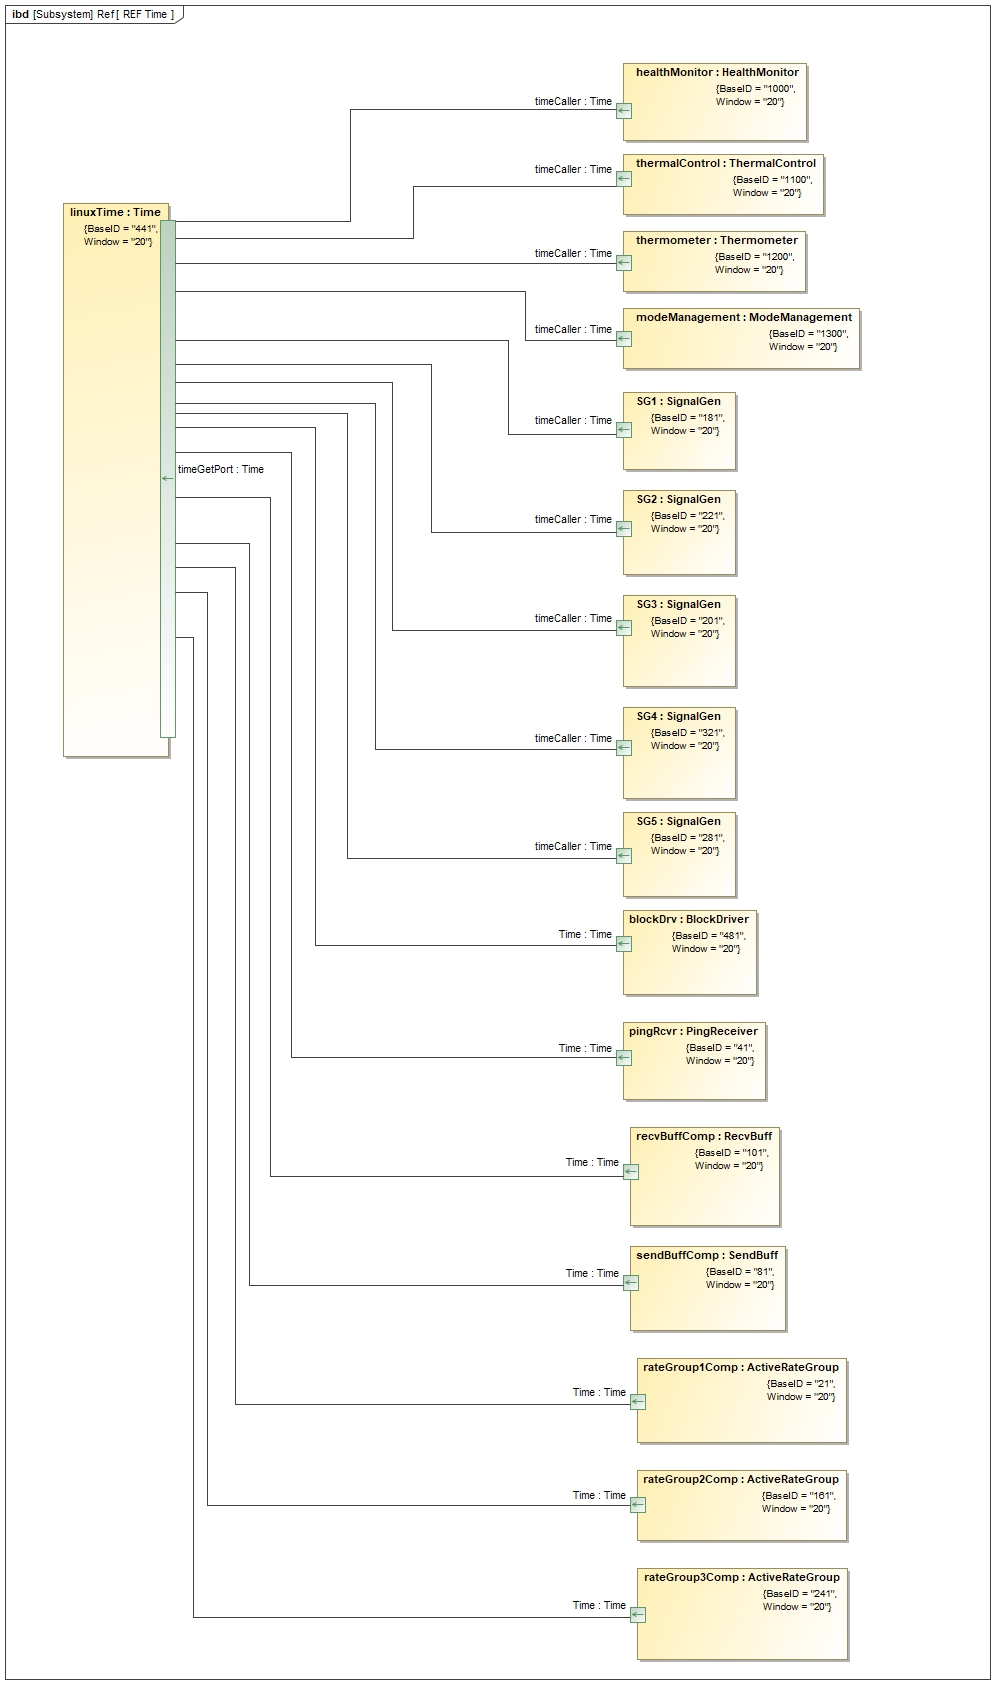 ibd [Subsystem] Ref [ REF Time ]
healthMonitor : HealthMonitor
{BaseID = "1000",
Window = "20"}
timeCaller : Time
thermalControl : ThermalControl
{BaseID = "1100",
Window = "20"}
timeCaller : Time
linuxTime : Time
{BaseID = "441",
Window = "20"}
timeGetPort : Time
thermometer : Thermometer
{BaseID = "1200",
Window = "20"}
timeCaller : Time
modeManagement : ModeManagement
{BaseID = "1300",
Window = "20"}
timeCaller : Time
SG1 : SignalGen
{BaseID = "181",
Window = "20"}
timeCaller : Time
SG2 : SignalGen
{BaseID = "221",
Window = "20"}
timeCaller : Time
SG3 : SignalGen
{BaseID = "201",
Window = "20"}
timeCaller : Time
SG4 : SignalGen
{BaseID = "321",
Window = "20"}
timeCaller : Time
SG5 : SignalGen
{BaseID = "281",
Window = "20"}
timeCaller : Time
blockDrv : BlockDriver
{BaseID = "481",
Window = "20"}
Time : Time
pingRcvr : PingReceiver
{BaseID = "41",
Window = "20"}
Time : Time
recvBuffComp : RecvBuff
{BaseID = "101",
Window = "20"}
Time : Time
sendBuffComp : SendBuff
{BaseID = "81",
Window = "20"}
Time : Time
rateGroup1Comp : ActiveRateGroup
{BaseID = "21",
Window = "20"}
Time : Time
rateGroup2Comp : ActiveRateGroup
{BaseID = "161",
Window = "20"}
Time : Time
rateGroup3Comp : ActiveRateGroup
{BaseID = "241",
Window = "20"}
Time : Time